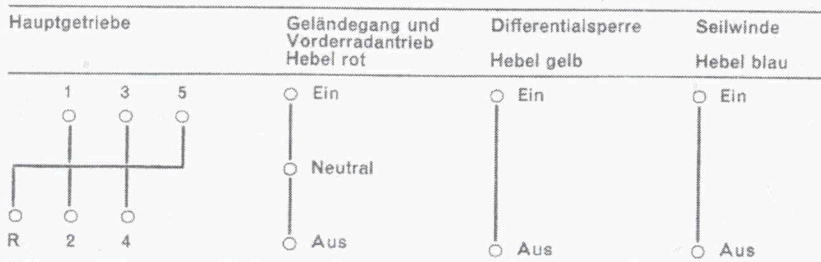 Hauptgetriebe
Geländegang und
Vorderradantrieb
Hebel rot
Differentialsperre
Hebel gelb
Seilwinde
Hebel blau
1 3 5
R 2 4
Ein
Neutral
Aus
Ein
Aus
Ein
Aus